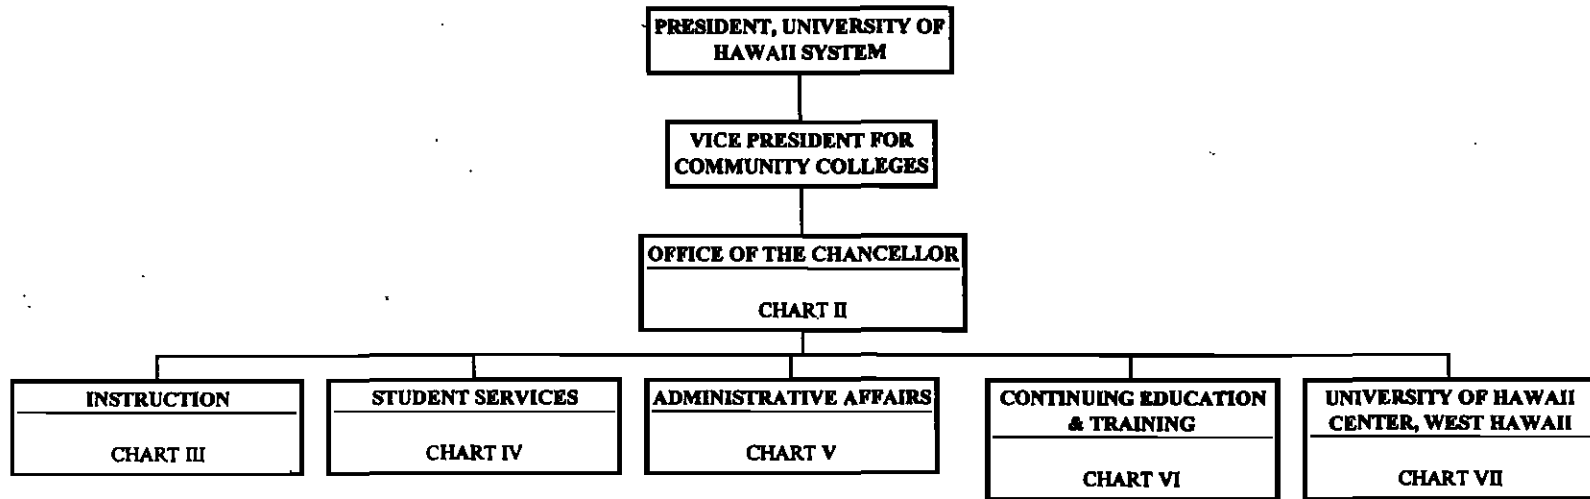 PRESIDENT, UNIVERSITY OF
HAWAII SYSTEM
VICE PRESIDENT FOR
COMMUNITY COLLEGES
OFFICE OF THE CHANCELLOR
CHART II
INSTRUCTION
CHART III
STUDENT SERVICES
CHART IV
ADMINISTRATIVE AFFAIRS
CHART V
CONTINUING EDUCATION
& TRAINING
CHART VI
UNIVERSITY OF HAWAII
CENTER, WEST HAWAII
CHART VII